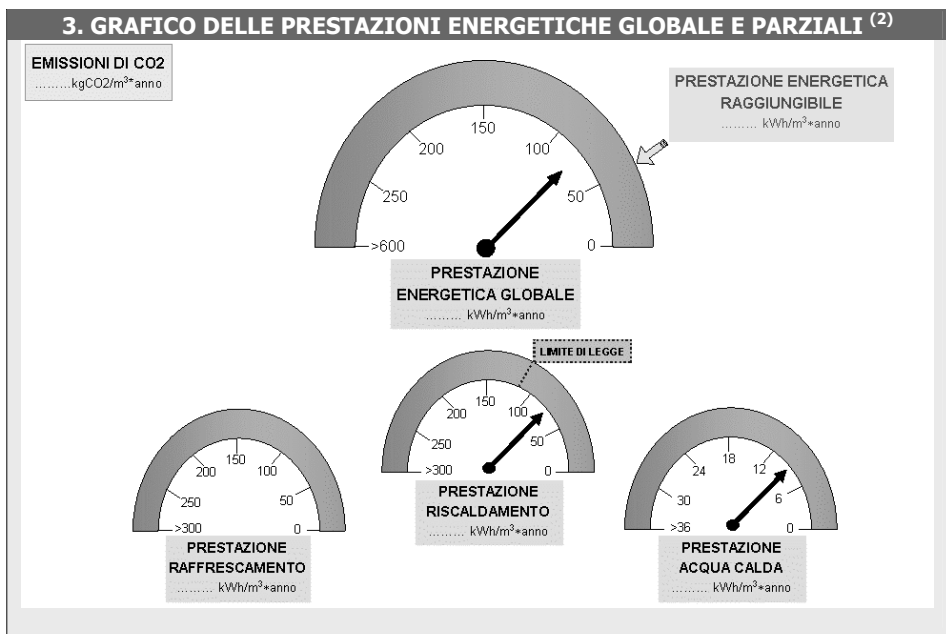 3. GRAFICO DELLE PRESTAZIONI ENERGETICHE GLOBALE E PARZIALI (2)
EMISSIONI DI CO2
.........kgCO2/m³*anno
PRESTAZIONE ENERGETICA
RAGGIUNGIBILE
......... kWh/m³*anno
>600
250
200
150
100
50
0
PRESTAZIONE
ENERGETICA GLOBALE
......... kWh/m³*anno
LIMITE DI LEGGE
>300
250
200
150
100
50
0
PRESTAZIONE
RISCALDAMENTO
......... kWh/m³*anno
>300
250
200
150
100
50
0
PRESTAZIONE
RAFFRESCAMENTO
......... kWh/m³*anno
>36
30
24
18
12
6
0
PRESTAZIONE
ACQUA CALDA
......... kWh/m³*anno